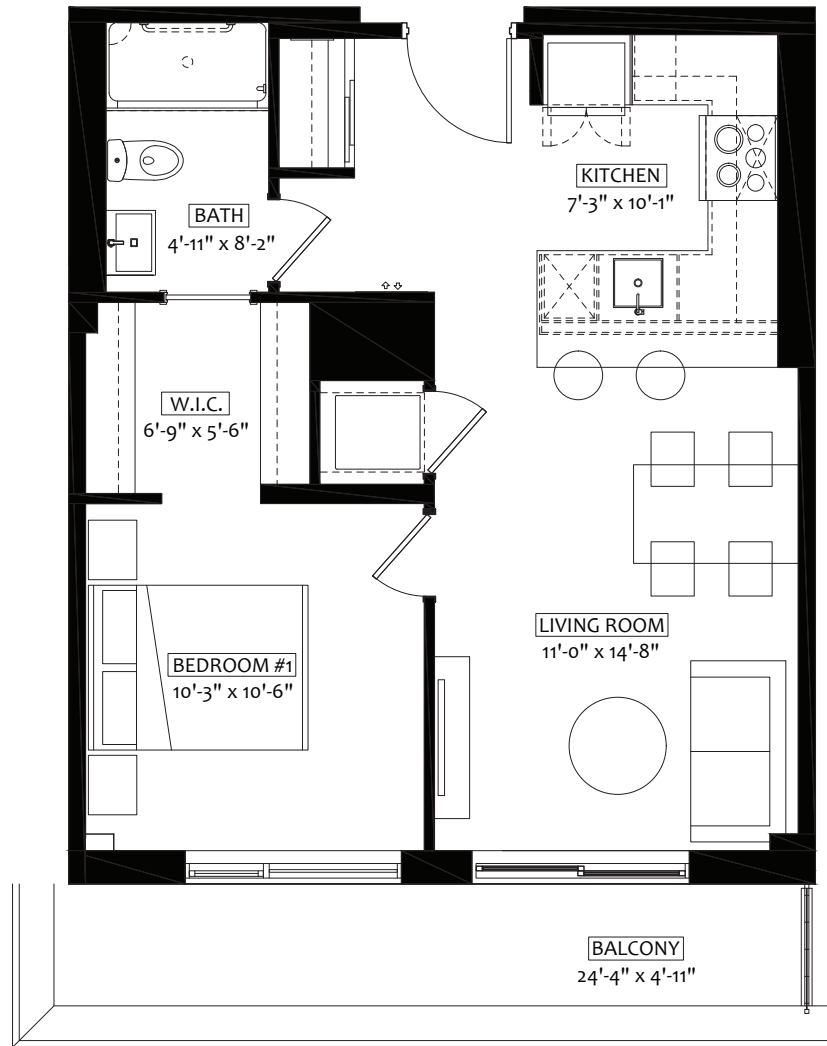 KITCHEN
7'-3" x 10'-1"
BATH
4'-11" x 8'-2"
W.I.C.
6'-9" x 5'-6"
LIVING ROOM
11'-0" x 14'-8"
BEDROOM #1
10'-3" x 10'-6"
BALCONY
24'-4" x 4'-11"